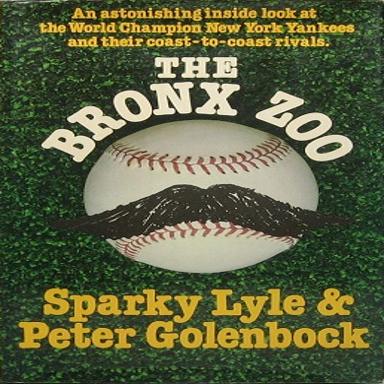 An astonishing inside look at
the World Champion New York Yankees
and their coast-to-coast rivals.
THE
BRONX ZOO
Sparky Lyle &
Peter Golenbock